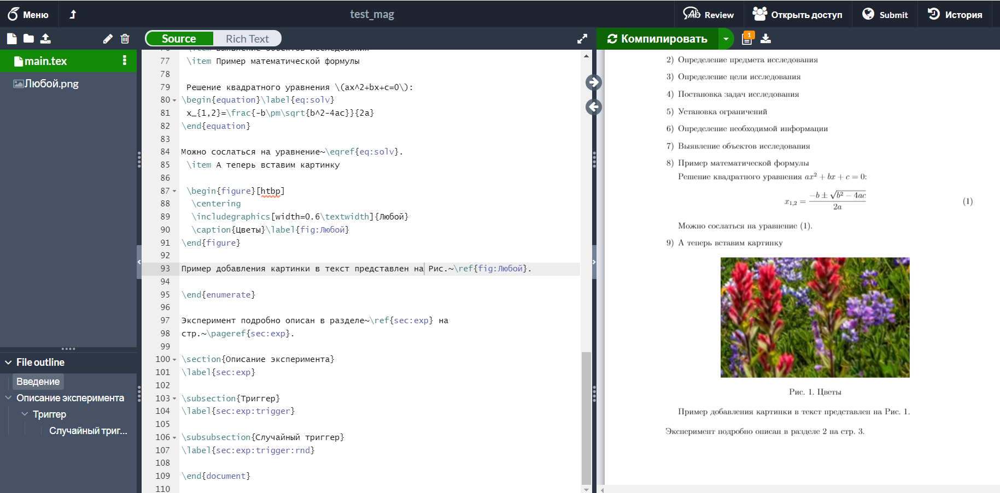 Меню
test_mag
Review
Открыть доступ
Submit
История
Source
Rich Text
Компилировать
1
main.tex
Любой.png
File outline
Введение
Описание эксперимента
Триггер
Случайный триг...
76 \item Выявление объектов исследования
77 \item Пример математической формулы
78
79 Решение квадратного уравнения \(ax^2+bx+c=0\):
80 \begin{equation}\label{eq:solv}
81 x_{1,2}=\frac{-b\pm\sqrt{b^2-4ac}}{2a}
82 \end{equation}
83
84 Можно сослаться на уравнение~\eqref{eq:solv}.
85 \item А теперь вставим картинку
86
87 \begin{figure}[htbp]
88 \centering
89 \includegraphics[width=0.6\textwidth]{Любой}
90 \caption{Цветы}\label{fig:Любой}
91 \end{figure}
92
93 Пример добавления картинки в текст представлен на Рис.~\ref{fig:Любой}.
94
95 \end{enumerate}
96
97 Эксперимент подробно описан в разделе~\ref{sec:exp} на
98 стр.~\pageref{sec:exp}.
99
100 \section{Описание эксперимента}
101 \label{sec:exp}
102
103 \subsection{Триггер}
104 \label{sec:exp:trigger}
105
106 \subsubsection{Случайный триггер}
107 \label{sec:exp:trigger:rnd}
108
109 \end{document}
110
2) Определение предмета исследования
3) Определение цели исследования
4) Постановка задач исследования
5) Установка ограничений
6) Определение необходимой информации
7) Выявление объектов исследования
8) Пример математической формулы
Решение квадратного уравнения ax² + bx + c = 0:
x₁,₂ = (−b ± √(b² − 4ac)) / 2a (1)
Можно сослаться на уравнение (1).
9) А теперь вставим картинку
Рис. 1. Цветы
Пример добавления картинки в текст представлен на Рис. 1.
Эксперимент подробно описан в разделе 2 на стр. 3.